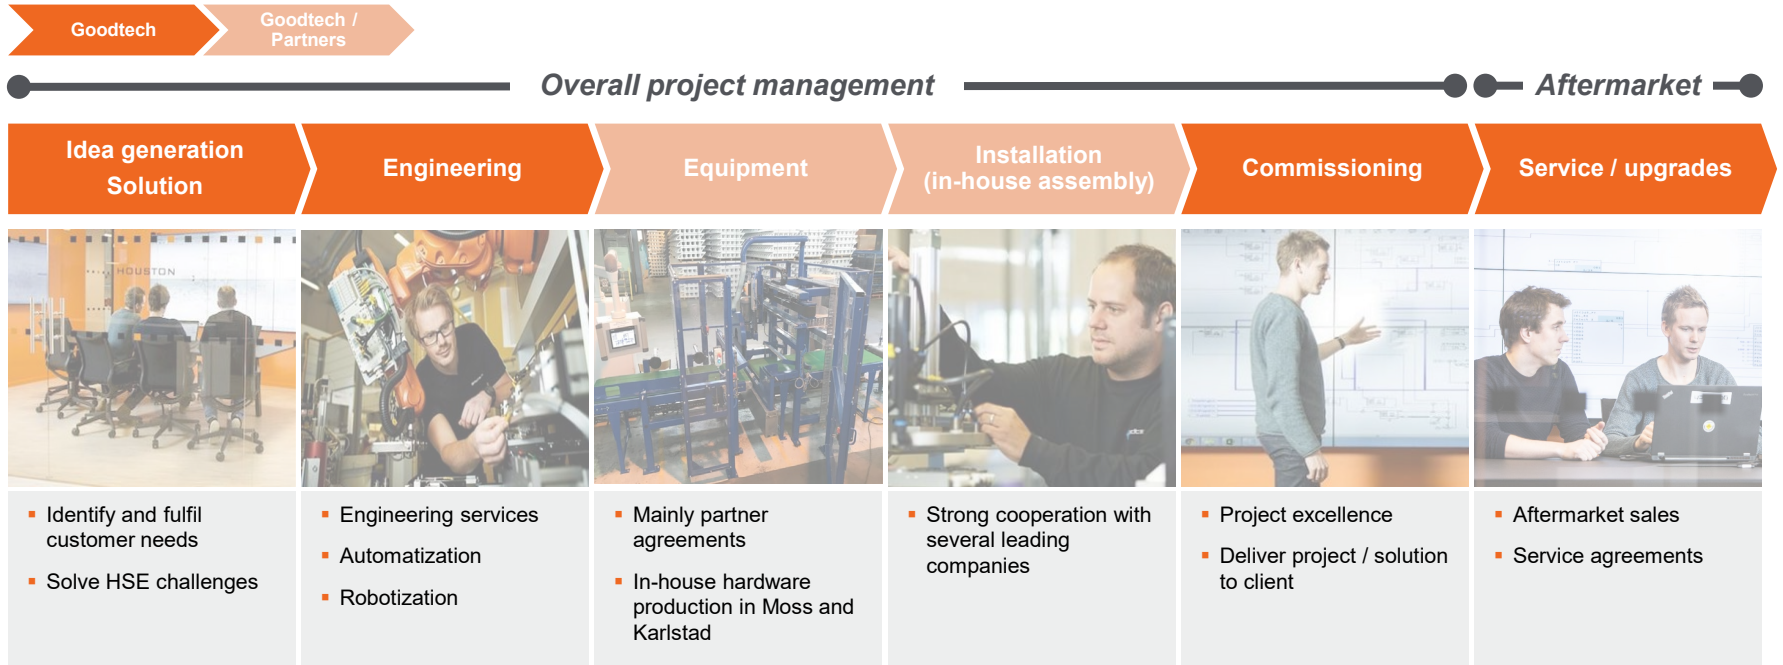 Goodtech
Goodtech /
Partners
Overall project management
Aftermarket
Idea generation
Solution
Engineering
Equipment
Installation
(in-house assembly)
Commissioning
Service / upgrades
HOUSTON
▪ Identify and fulfil
customer needs
▪ Solve HSE challenges
▪ Engineering services
▪ Automatization
▪ Robotization
▪ Mainly partner
agreements
▪ In-house hardware
production in Moss and
Karlstad
▪ Strong cooperation with
several leading
companies
▪ Project excellence
▪ Deliver project / solution
to client
▪ Aftermarket sales
▪ Service agreements